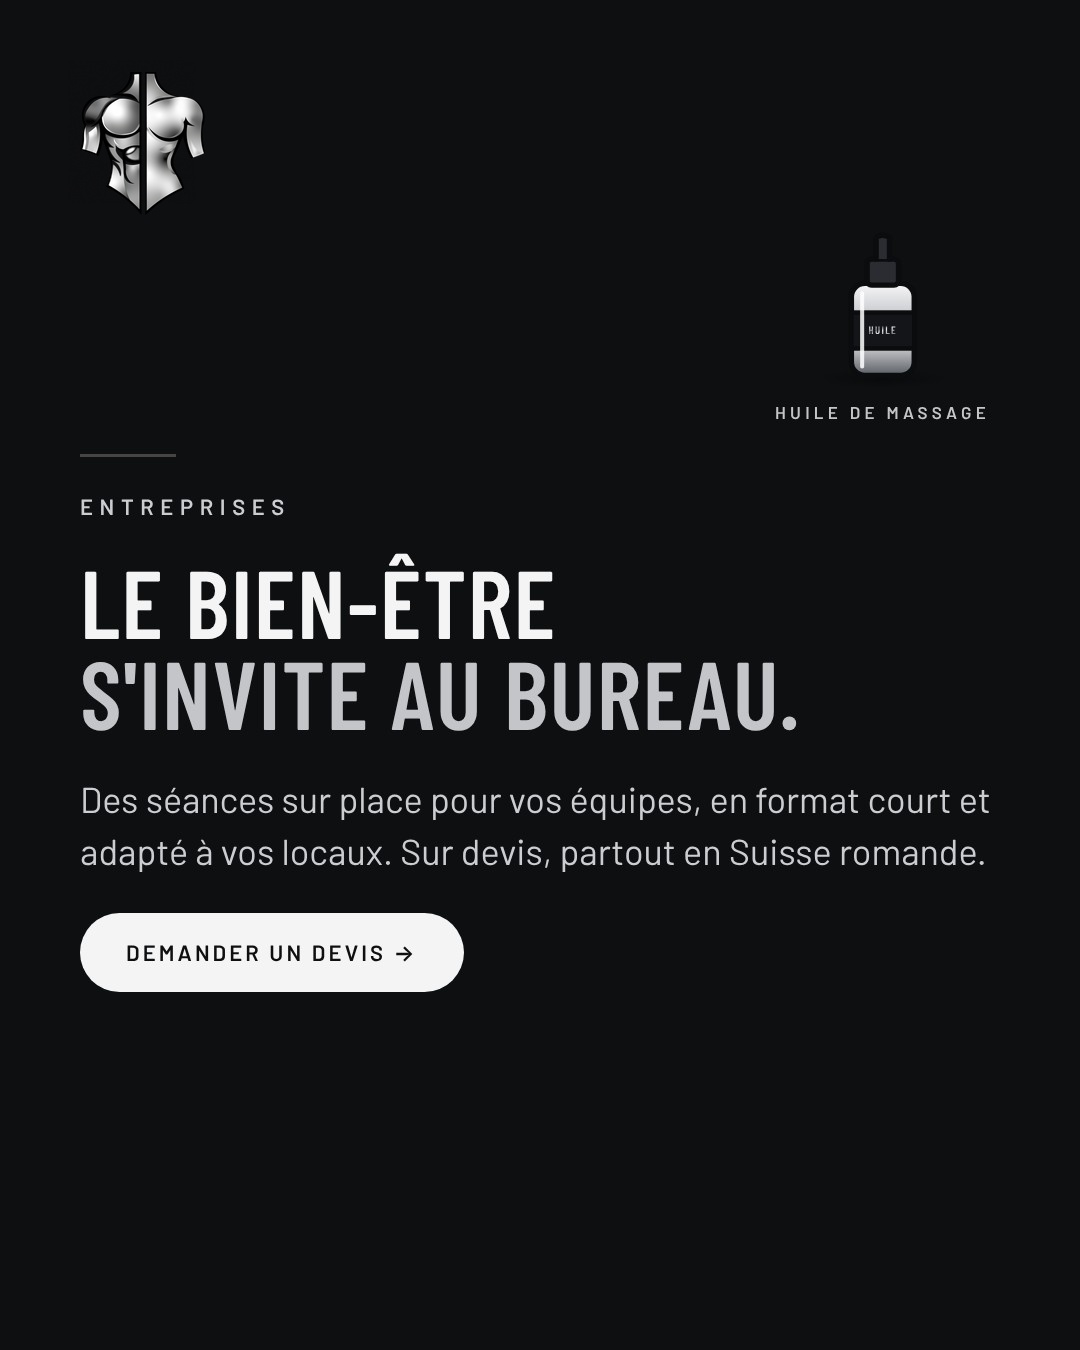 HUILE
HUILE DE MASSAGE
ENTREPRISES
LE BIEN-ÊTRE
S'INVITE AU BUREAU.
Des séances sur place pour vos équipes, en format court et
adapté à vos locaux. Sur devis, partout en Suisse romande.
DEMANDER UN DEVIS →